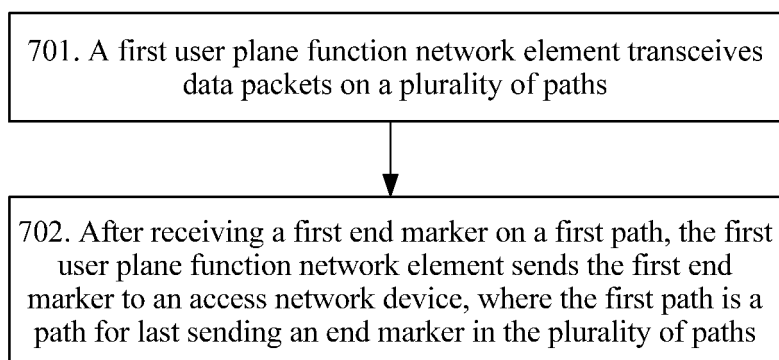 701. A first user plane function network element transceives
data packets on a plurality of paths
702. After receiving a first end marker on a first path, the first
user plane function network element sends the first end
marker to an access network device, where the first path is a
path for last sending an end marker in the plurality of paths